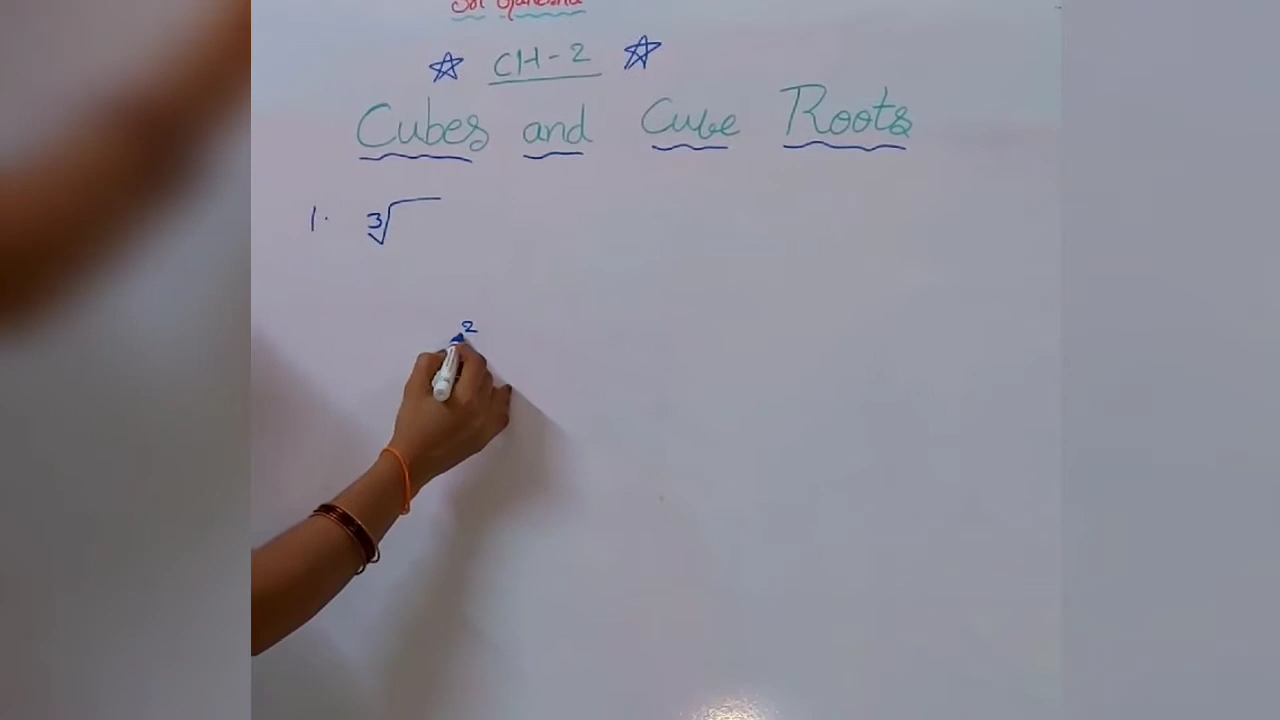 ☆ CH-2 ☆
Cubes and Cube Roots
1. ∛
2